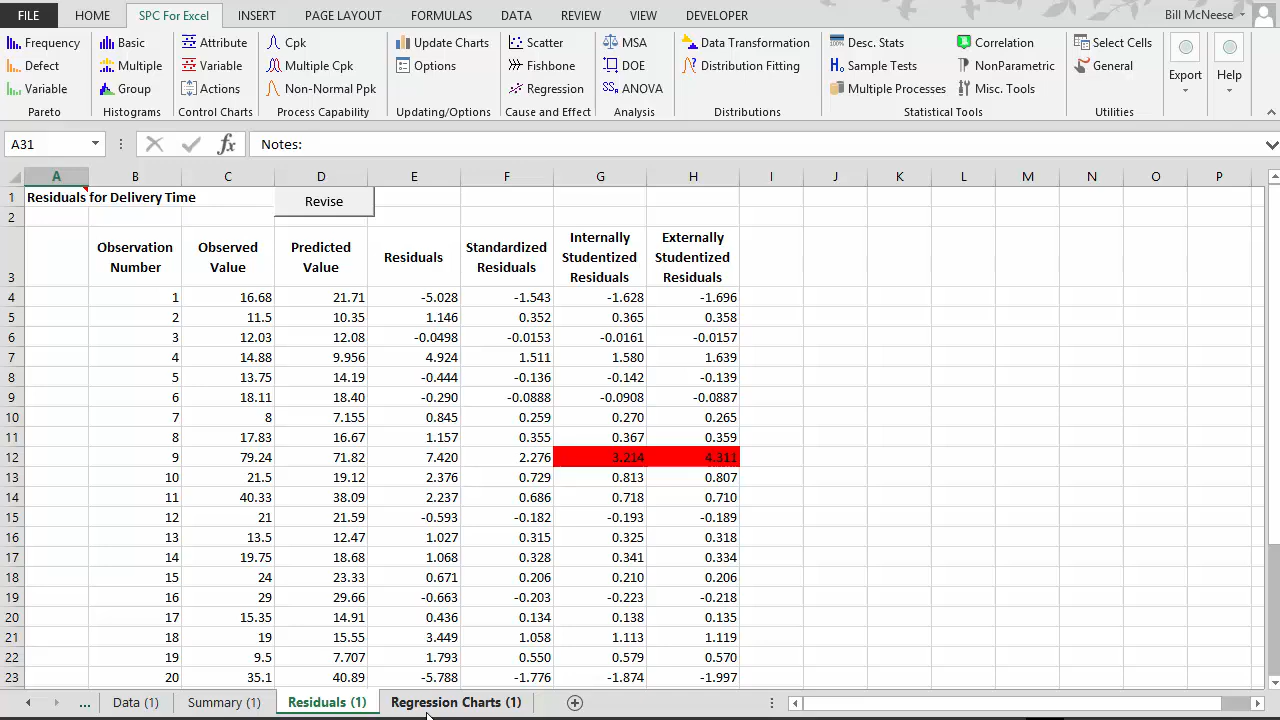 FILE HOME SPC For Excel INSERT PAGE LAYOUT FORMULAS DATA REVIEW VIEW DEVELOPER Bill McNeese
Frequency Basic Attribute Cpk Update Charts Scatter MSA Data Transformation Desc. Stats Correlation Select Cells
Defect Multiple Variable Multiple Cpk Options Fishbone DOE Distribution Fitting Sample Tests NonParametric General Export Help
Variable Group Actions Non-Normal Ppk Regression ANOVA Multiple Processes Misc. Tools
Pareto Histograms Control Charts Process Capability Updating/Options Cause and Effect Analysis Distributions Statistical Tools Utilities
A31 fx Notes:
A B C D E F G H I J K L M N O P
1 Residuals for Delivery Time Revise
2
3 Observation Number Observed Value Predicted Value Residuals Standardized Residuals Internally Studentized Residuals Externally Studentized Residuals
4 1 16.68 21.71 -5.028 -1.543 -1.628 -1.696
5 2 11.5 10.35 1.146 0.352 0.365 0.358
6 3 12.03 12.08 -0.0498 -0.0153 -0.0161 -0.0157
7 4 14.88 9.956 4.924 1.511 1.580 1.639
8 5 13.75 14.19 -0.444 -0.136 -0.142 -0.139
9 6 18.11 18.40 -0.290 -0.0888 -0.0908 -0.0887
10 7 8 7.155 0.845 0.259 0.270 0.265
11 8 17.83 16.67 1.157 0.355 0.367 0.359
12 9 79.24 71.82 7.420 2.276 3.214 4.311
13 10 21.5 19.12 2.376 0.729 0.813 0.807
14 11 40.33 38.09 2.237 0.686 0.718 0.710
15 12 21 21.59 -0.593 -0.182 -0.193 -0.189
16 13 13.5 12.47 1.027 0.315 0.325 0.318
17 14 19.75 18.68 1.068 0.328 0.341 0.334
18 15 24 23.33 0.671 0.206 0.210 0.206
19 16 29 29.66 -0.663 -0.203 -0.223 -0.218
20 17 15.35 14.91 0.436 0.134 0.138 0.135
21 18 19 15.55 3.449 1.058 1.113 1.119
22 19 9.5 7.707 1.793 0.550 0.579 0.570
23 20 35.1 40.89 -5.788 -1.776 -1.874 -1.997
... Data (1) Summary (1) Residuals (1) Regression Charts (1)